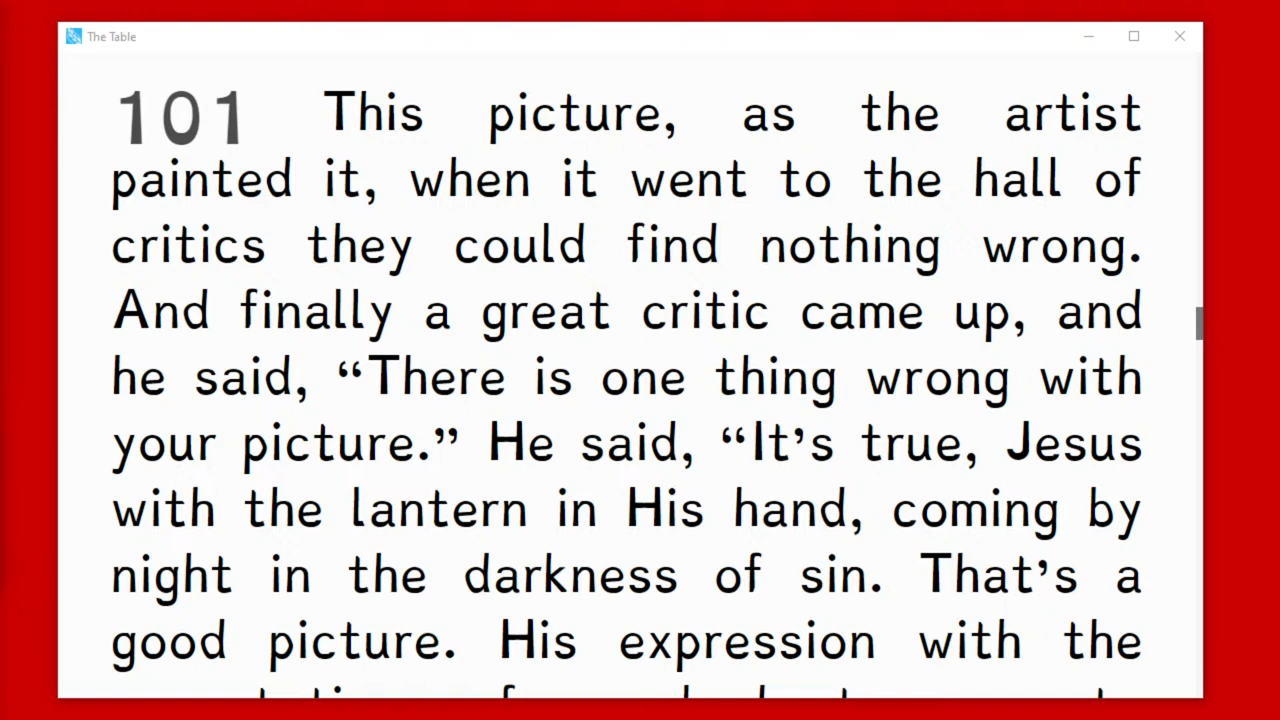 The Table
101 This picture, as the artist
painted it, when it went to the hall of
critics they could find nothing wrong.
And finally a great critic came up, and
he said, “There is one thing wrong with
your picture.” He said, “It’s true, Jesus
with the lantern in His hand, coming by
night in the darkness of sin. That’s a
good picture. His expression with the